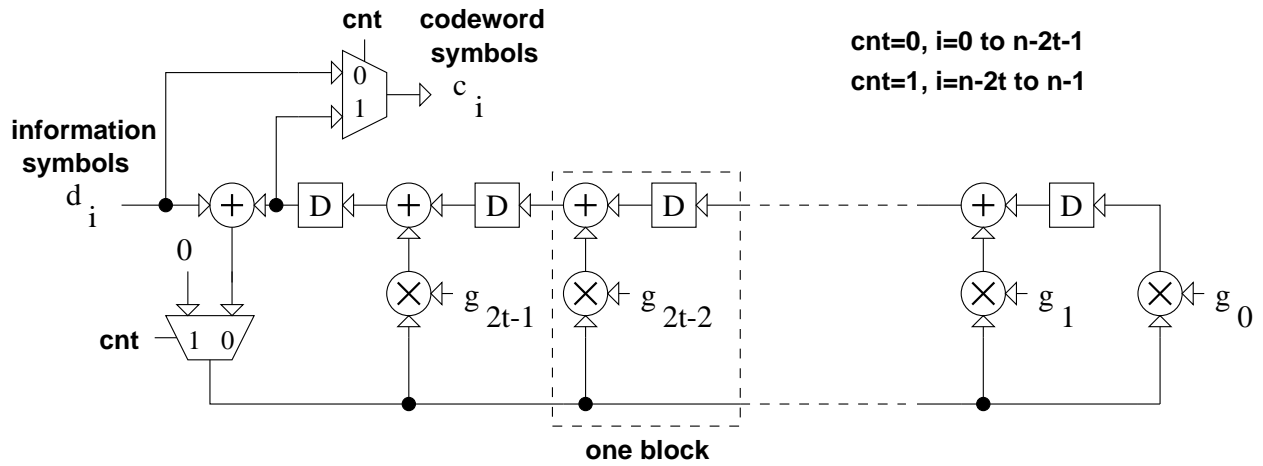 cnt
codeword
symbols
cnt=0, i=0 to n-2t-1
cnt=1, i=n-2t to n-1
0
1
c i
information
symbols
d i
+
D
+
D
+
D
+
D
0
×
g 2t-1
×
g 2t-2
×
g 1
×
g 0
cnt
1 0
one block